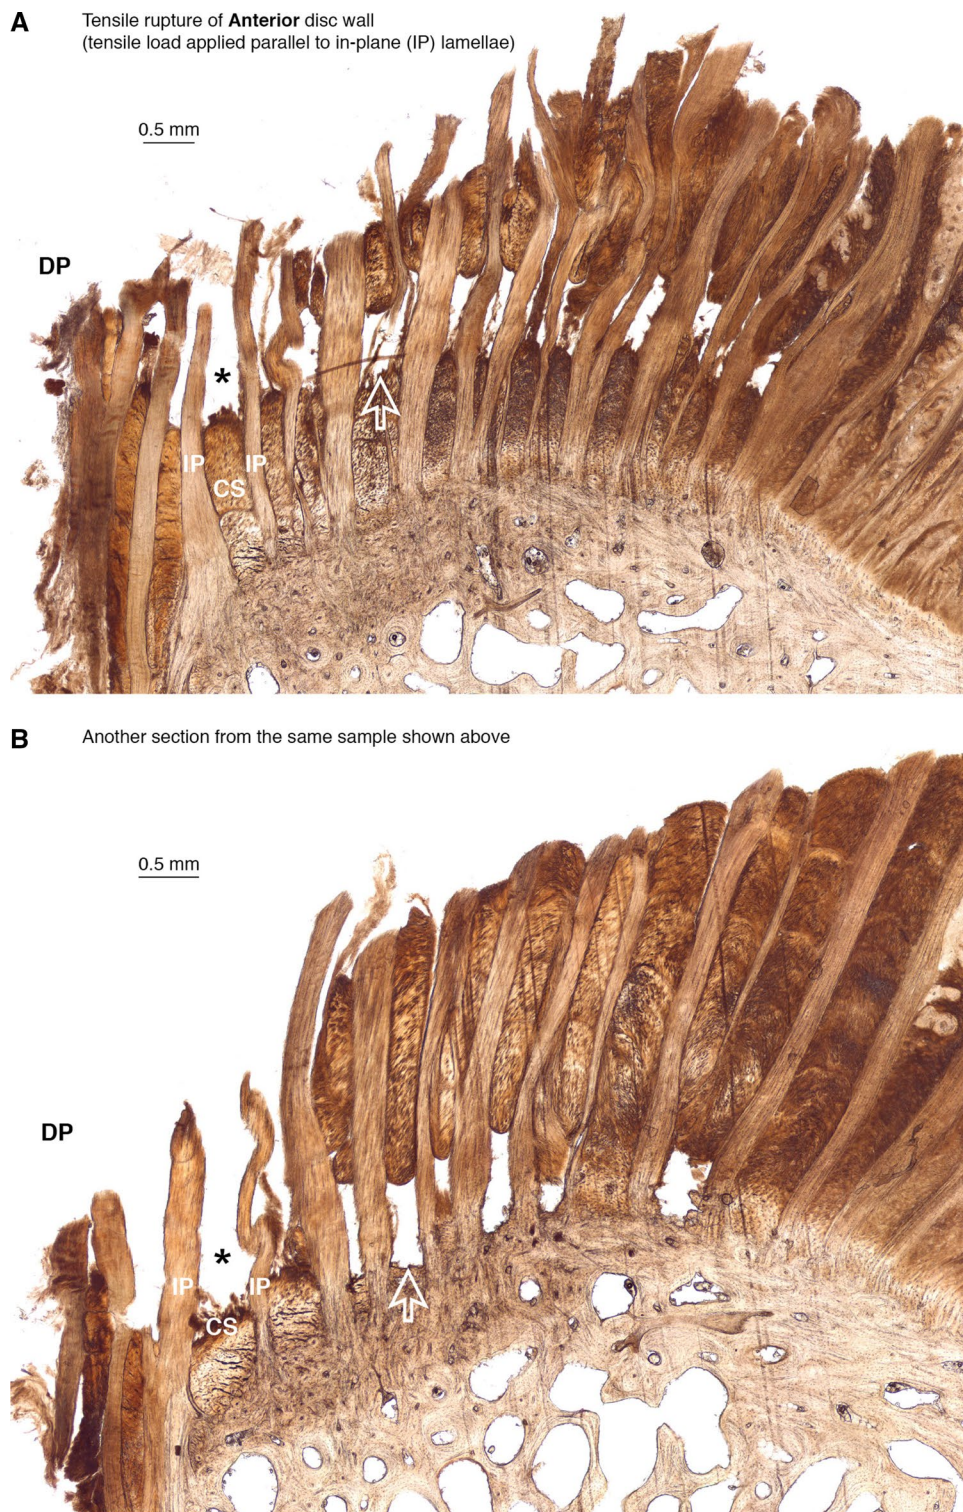 A
Tensile rupture of Anterior disc wall
(tensile load applied parallel to in-plane (IP) lamellae)
0.5 mm
DP
*
IP
IP
CS
B
Another section from the same sample shown above
0.5 mm
DP
*
IP
IP
CS